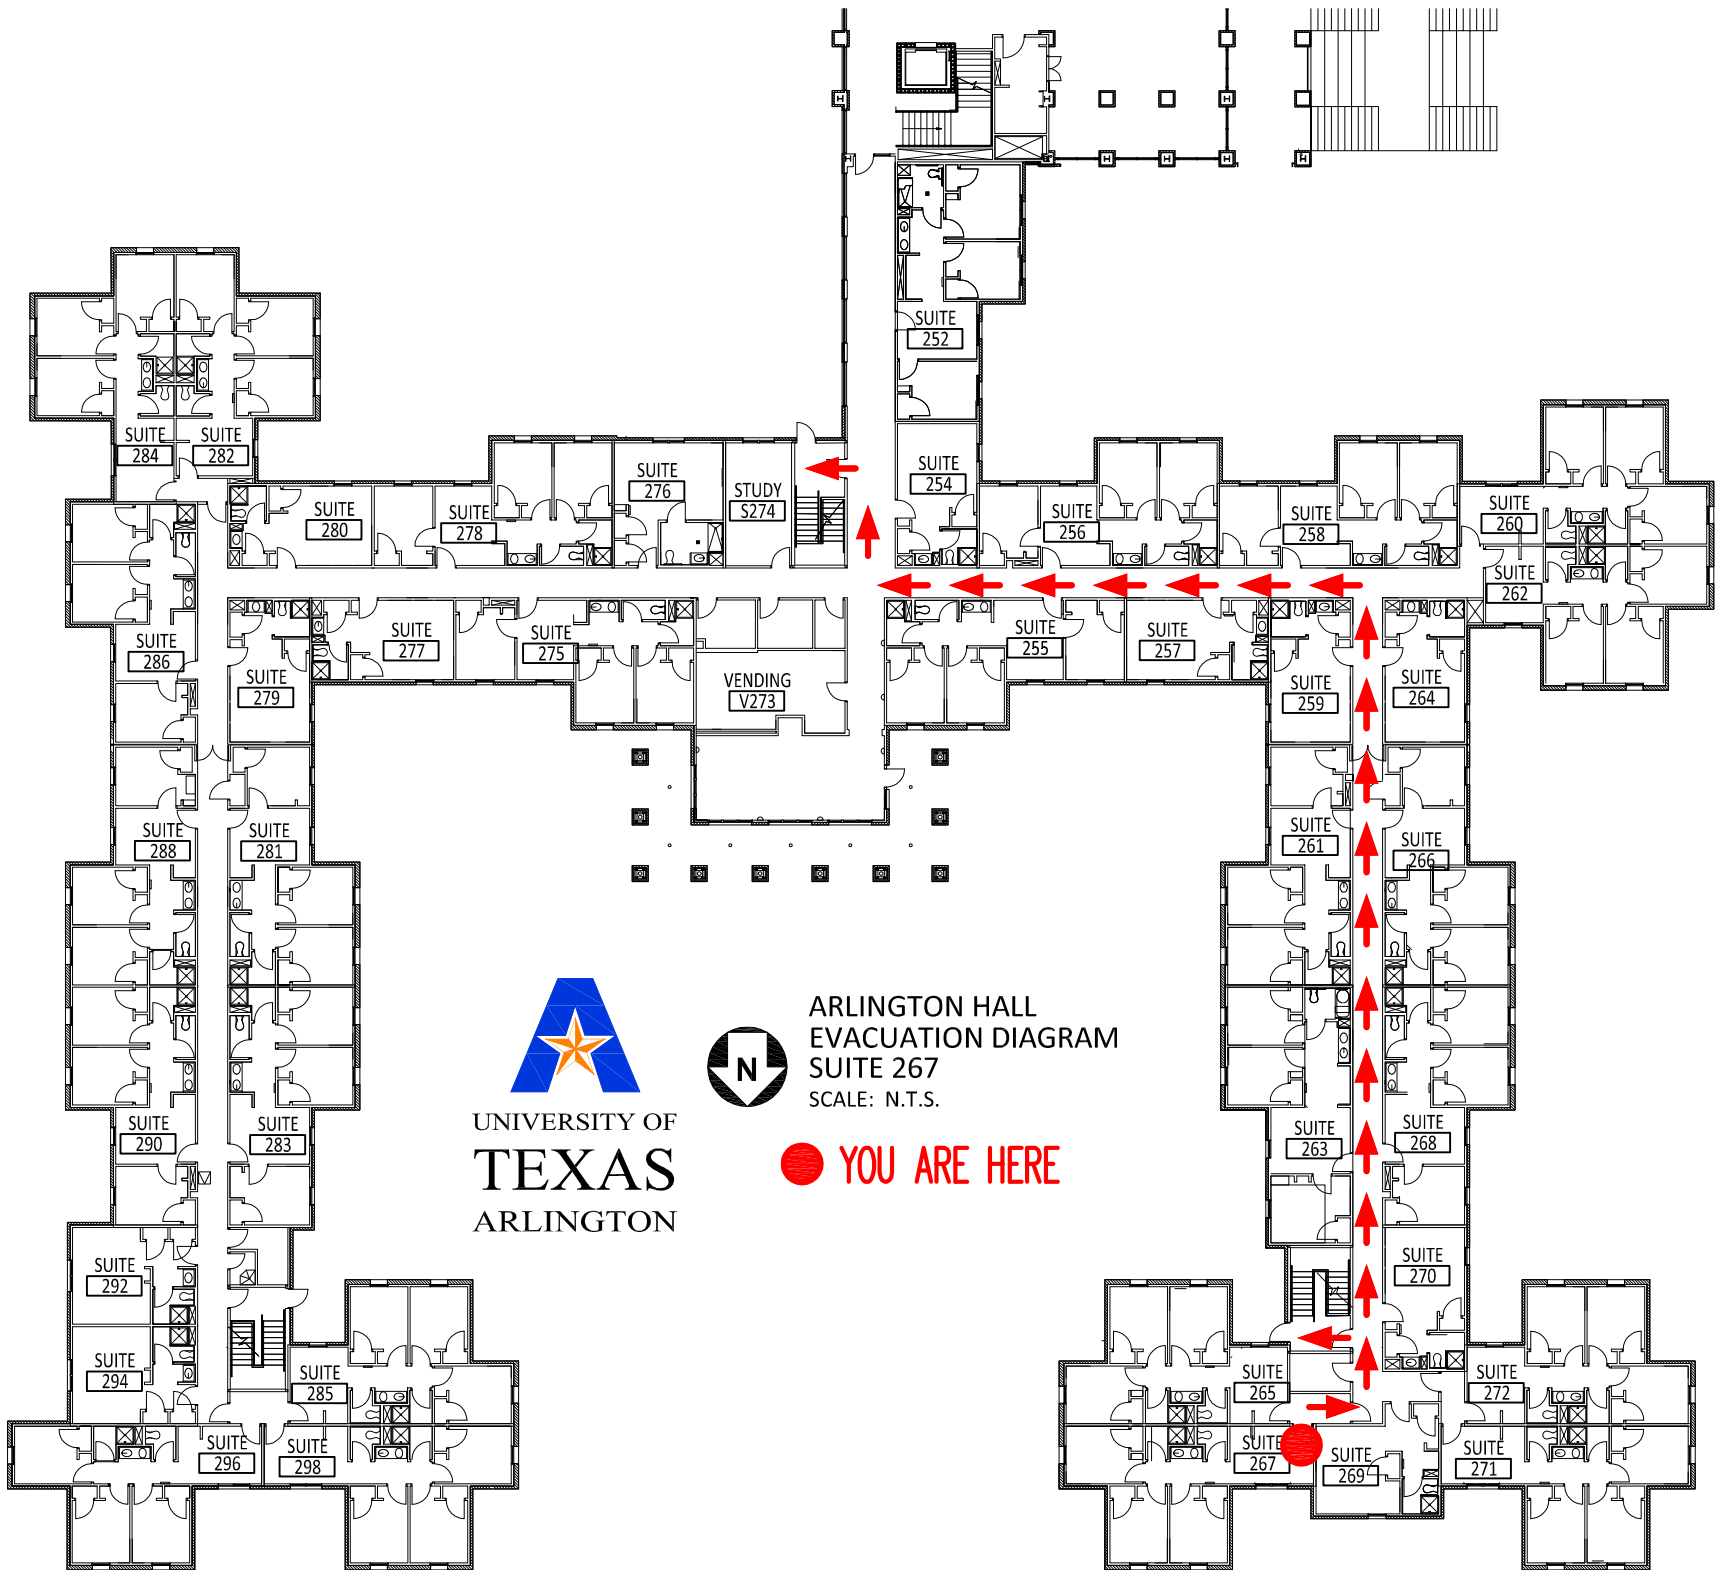 SUITE
252
SUITE
284
SUITE
282
SUITE
276
STUDY
S274
SUITE
254
SUITE
280
SUITE
278
SUITE
256
SUITE
258
SUITE
260
SUITE
262
SUITE
286
SUITE
279
SUITE
277
SUITE
275
VENDING
V273
SUITE
255
SUITE
257
SUITE
259
SUITE
264
SUITE
288
SUITE
281
SUITE
261
SUITE
266
ARLINGTON HALL
EVACUATION DIAGRAM
SUITE 267
SCALE: N.T.S.
N
UNIVERSITY OF
TEXAS
ARLINGTON
YOU ARE HERE
SUITE
290
SUITE
283
SUITE
263
SUITE
268
SUITE
292
SUITE
294
SUITE
270
SUITE
285
SUITE
265
SUITE
272
SUITE
296
SUITE
298
SUITE
267
SUITE
269
SUITE
271